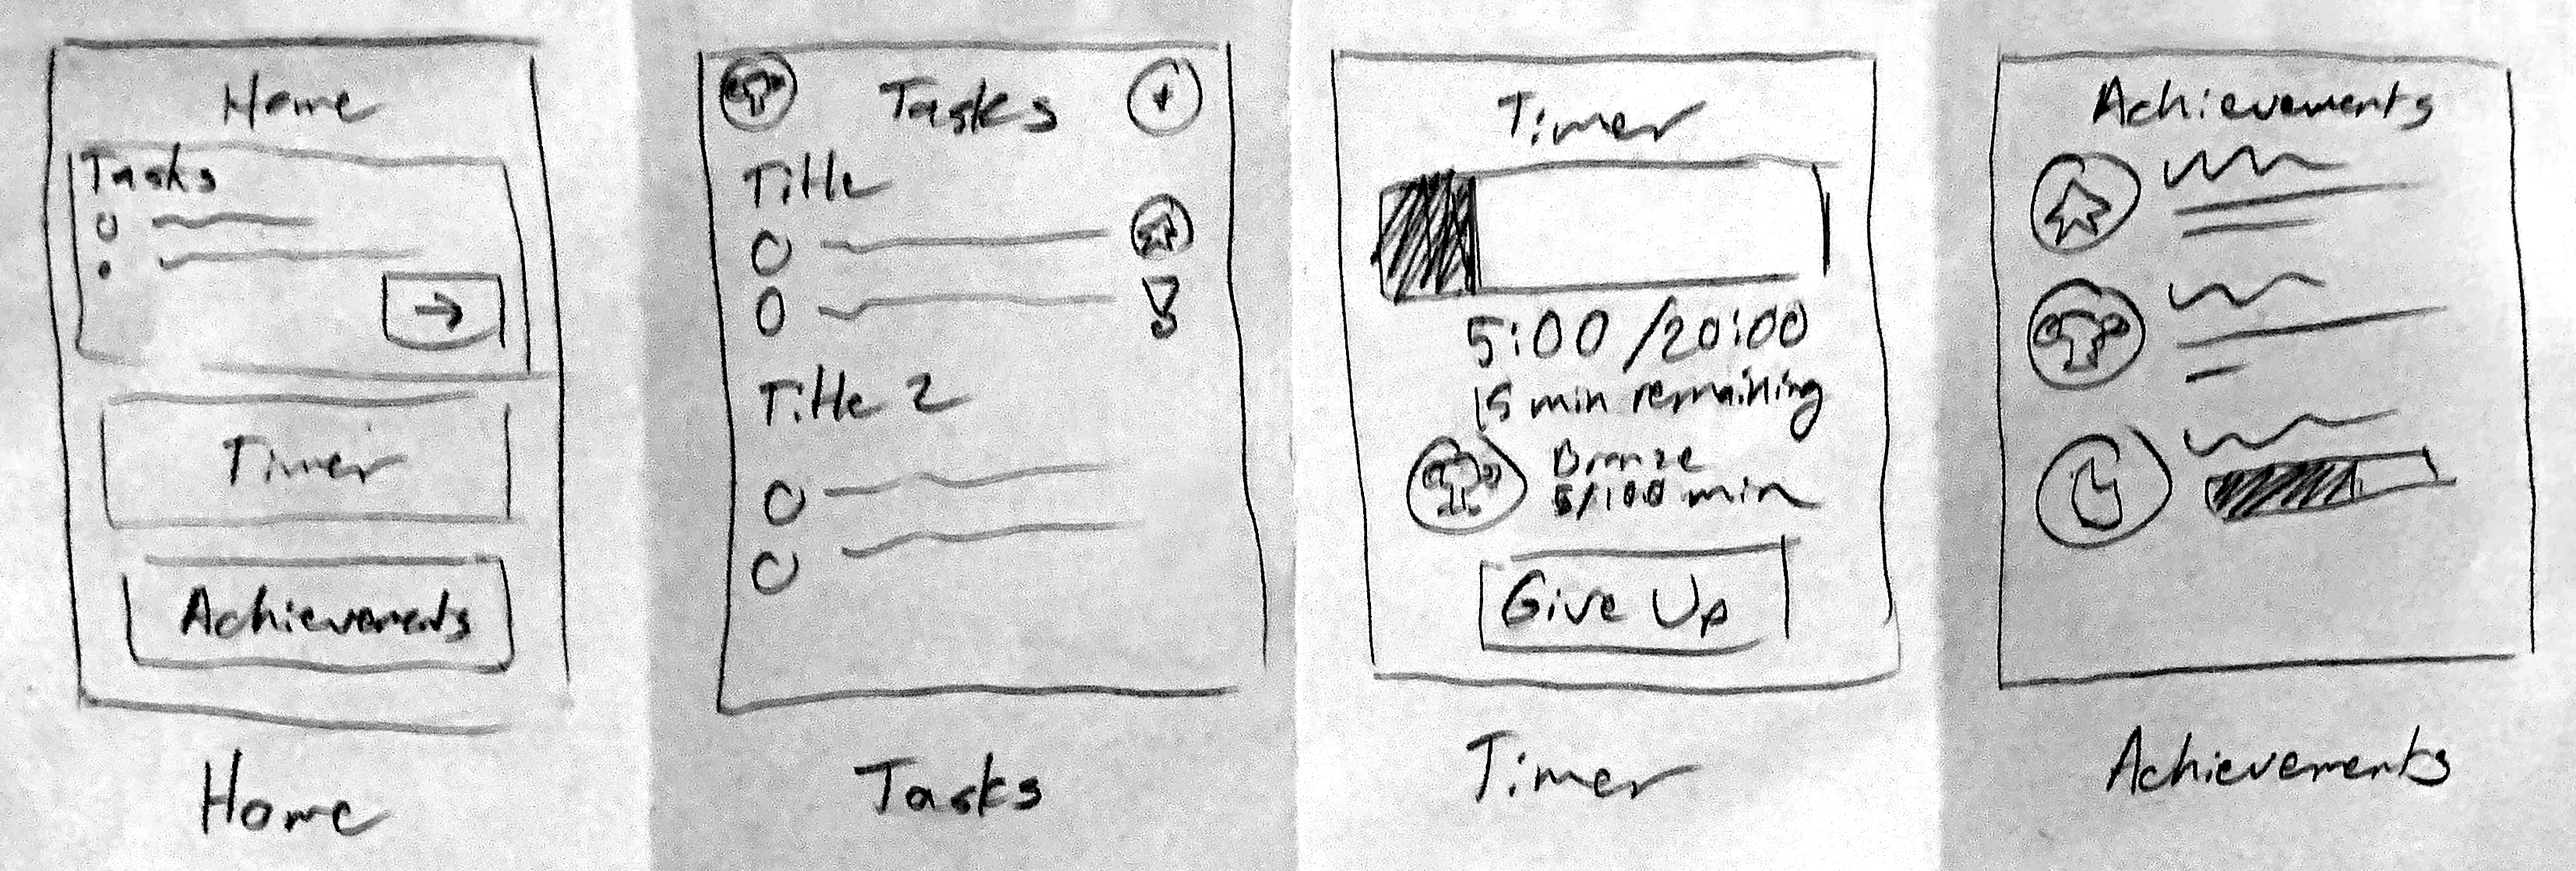 Home
Tasks
Timer
Achievements
Home
Tasks
Title
Title 2
Tasks
Timer
5:00 /20:00
15 min remaining
Bronze
5/100 min
Give Up
Timer
Achievements
Achievements